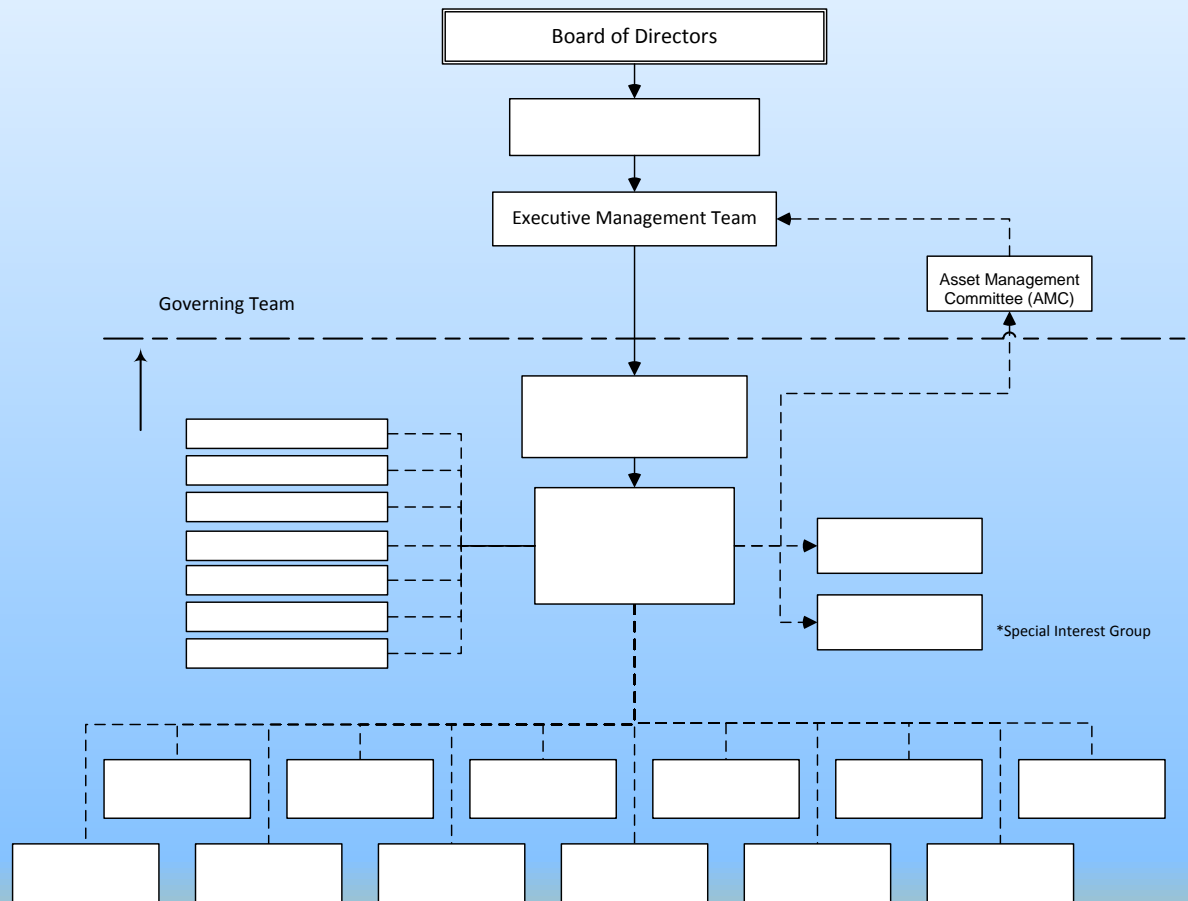 Board of Directors
Executive Management Team
Asset Management
Committee (AMC)
Governing Team
*Special Interest Group